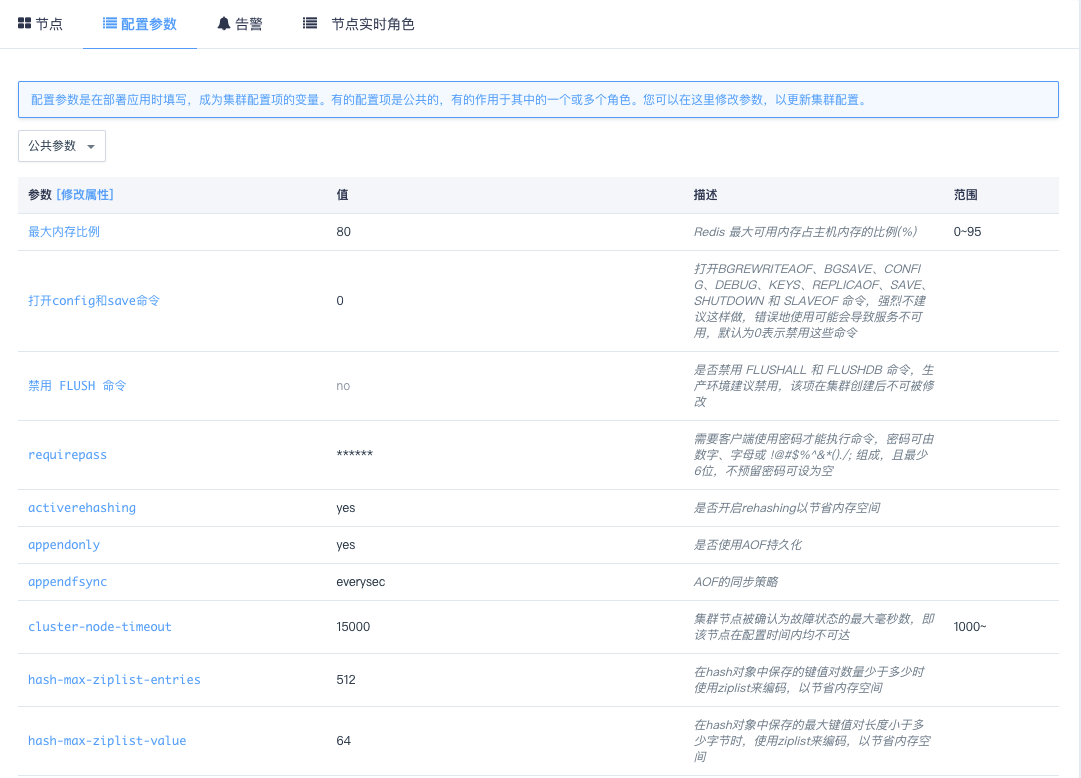 节点 配置参数 告警 节点实时角色
配置参数是在部署应用时填写，成为集群配置项的变量。有的配置项是公共的，有的作用于其中的一个或多个角色。您可以在这里修改参数，以更新集群配置。
公共参数
参数 [修改属性] 值 描述 范围
最大内存比例 80 Redis 最大可用内存占主机内存的比例(%) 0~95
打开BGREWRITEAOF、BGSAVE、CONFI
G、DEBUG、KEYS、REPLICAOF、SAVE、
打开config和save命令 0 SHUTDOWN 和 SLAVEOF 命令，强烈不建
议这样做，错误地使用可能会导致服务不可
用，默认为0表示禁用这些命令
是否禁用 FLUSHALL 和 FLUSHDB 命令，生
禁用 FLUSH 命令 no 产环境建议禁用，该项在集群创建后不可被修
改
需要客户端使用密码才能执行命令，密码可由
requirepass ****** 数字、字母或 !@#$%^&*()./; 组成，且最少
6位，不预留密码可设为空
activerehashing yes 是否开启rehashing以节省内存空间
appendonly yes 是否使用AOF持久化
appendfsync everysec AOF的同步策略
cluster-node-timeout 15000 集群节点被确认为故障状态的最大毫秒数，即 1000~
该节点在配置时间内均不可达
hash-max-ziplist-entries 512 在hash对象中保存的键值对数量少于多少时
使用ziplist来编码，以节省内存空间
在hash对象中保存的最大键值对长度小于多
hash-max-ziplist-value 64 少字节时，使用ziplist来编码，以节省内存空
间